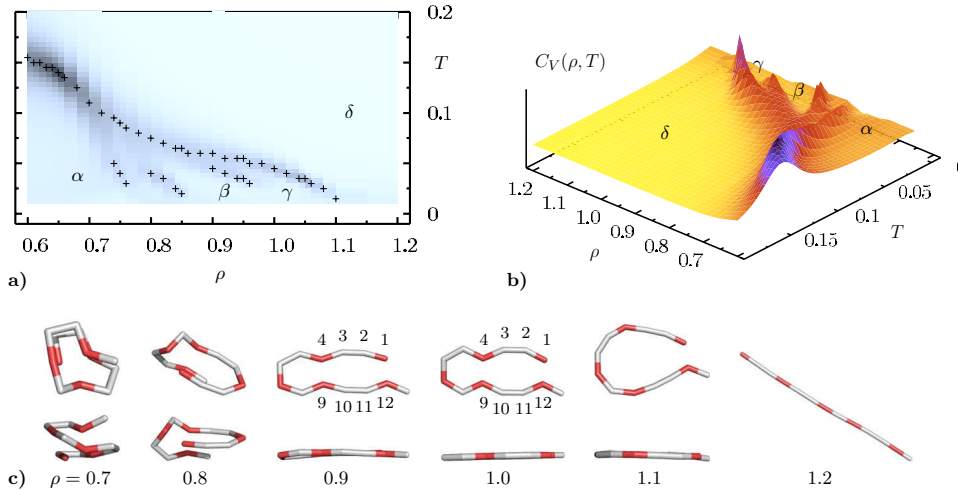 0.2
T
0.1
0
δ
α
β
γ
0.6 0.7 0.8 0.9 1.0 1.1 1.2
ρ
a)
C_V(ρ, T)
γ
β
δ
α
0
0.05
0.1
0.15
T
1.2 1.1 1.0 0.9 0.8 0.7
ρ
b)
4 3 2 1
9 10 11 12
4 3 2 1
9 10 11 12
c) ρ = 0.7 0.8 0.9 1.0 1.1 1.2